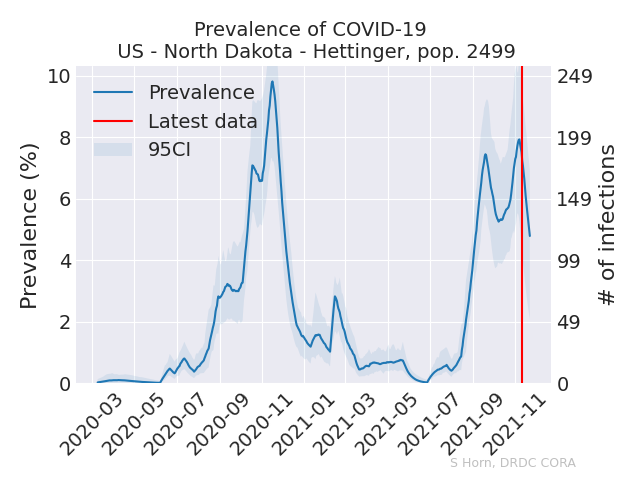 Prevalence of COVID-19
US - North Dakota - Hettinger, pop. 2499
Prevalence
Latest data
95CI
Prevalence (%)
10
8
6
4
2
0
249
199
149
99
49
0
# of infections
2020-03
2020-05
2020-07
2020-09
2020-11
2021-01
2021-03
2021-05
2021-07
2021-09
2021-11
S Horn, DRDC CORA